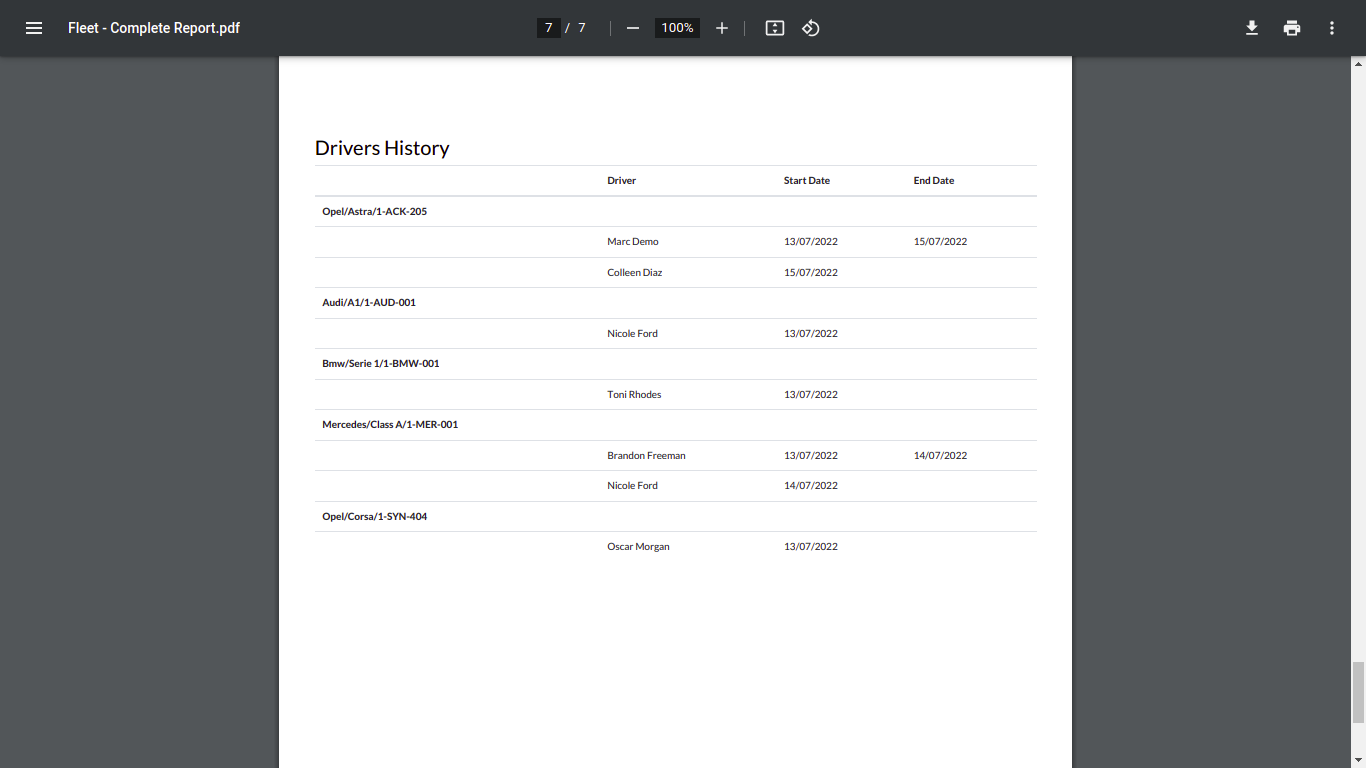 Fleet - Complete Report.pdf 7 / 7 100%
Drivers History
Driver Start Date End Date
Opel/Astra/1-ACK-205
Marc Demo 13/07/2022 15/07/2022
Colleen Diaz 15/07/2022
Audi/A1/1-AUD-001
Nicole Ford 13/07/2022
Bmw/Serie 1/1-BMW-001
Toni Rhodes 13/07/2022
Mercedes/Class A/1-MER-001
Brandon Freeman 13/07/2022 14/07/2022
Nicole Ford 14/07/2022
Opel/Corsa/1-SYN-404
Oscar Morgan 13/07/2022